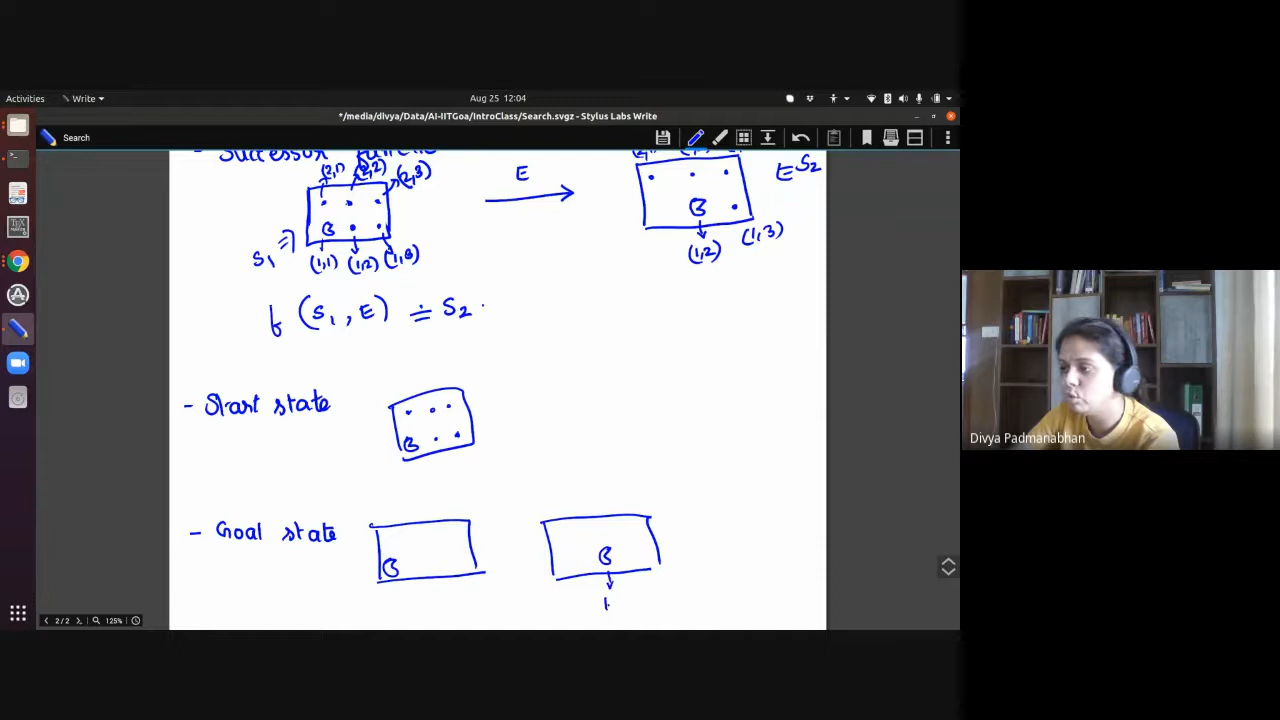 Activities Write Aug 25 12:04
*/media/divya/Data/AI-IITGoa/IntroClass/Search.svgz - Stylus Labs Write
Search
- Successor
(2,1) (2,2) (2,3)
E
S2
S1 ⇒
(1,1) (1,2) (1,3)
(1,2) (1,3)
f (S1, E) ≐ S2.
- Start state
- Goal state
2/2 125%
Divya Padmanabhan